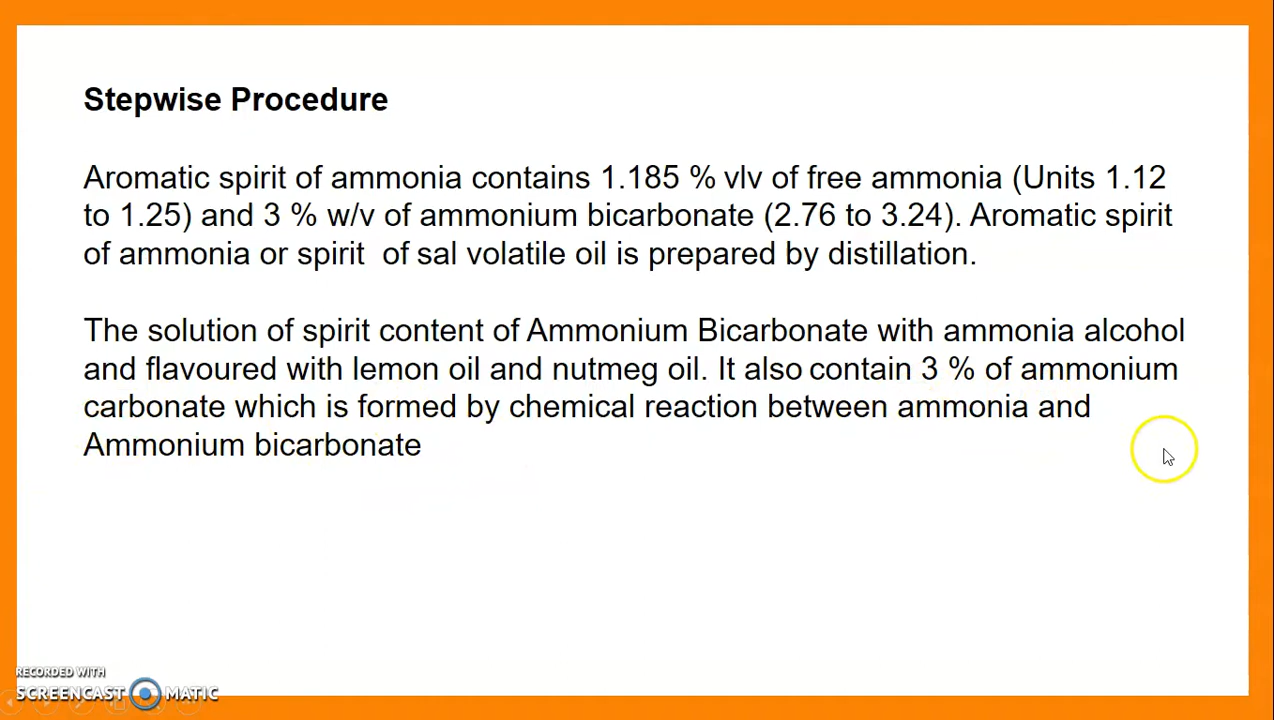 Stepwise Procedure
Aromatic spirit of ammonia contains 1.185 % vlv of free ammonia (Units 1.12
to 1.25) and 3 % w/v of ammonium bicarbonate (2.76 to 3.24). Aromatic spirit
of ammonia or spirit  of sal volatile oil is prepared by distillation.
The solution of spirit content of Ammonium Bicarbonate with ammonia alcohol
and flavoured with lemon oil and nutmeg oil. It also contain 3 % of ammonium
carbonate which is formed by chemical reaction between ammonia and
Ammonium bicarbonate
RECORDED WITH
SCREENCAST MATIC